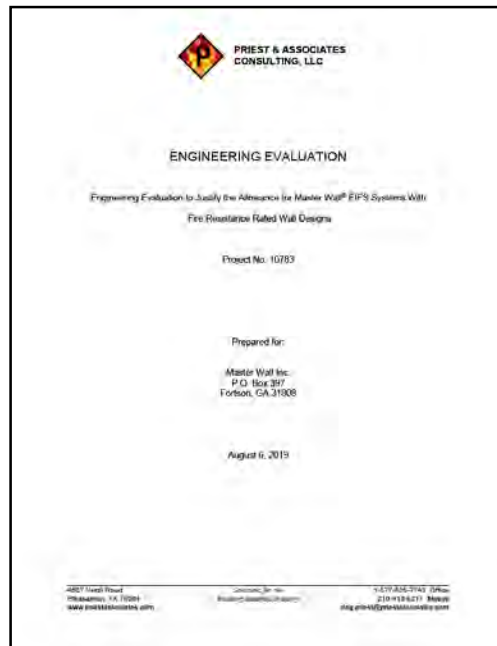 P
PRIEST & ASSOCIATES
CONSULTING, LLC
ENGINEERING EVALUATION
Engineering Evaluation to Justify the Allowance for Master Wall® EIFS Systems With
Fire Resistance Rated Wall Designs
Project No. 10783
Prepared for:
Master Wall Inc.
P.O. Box 397
Fortson, GA 31808
August 6, 2019
Road
Office